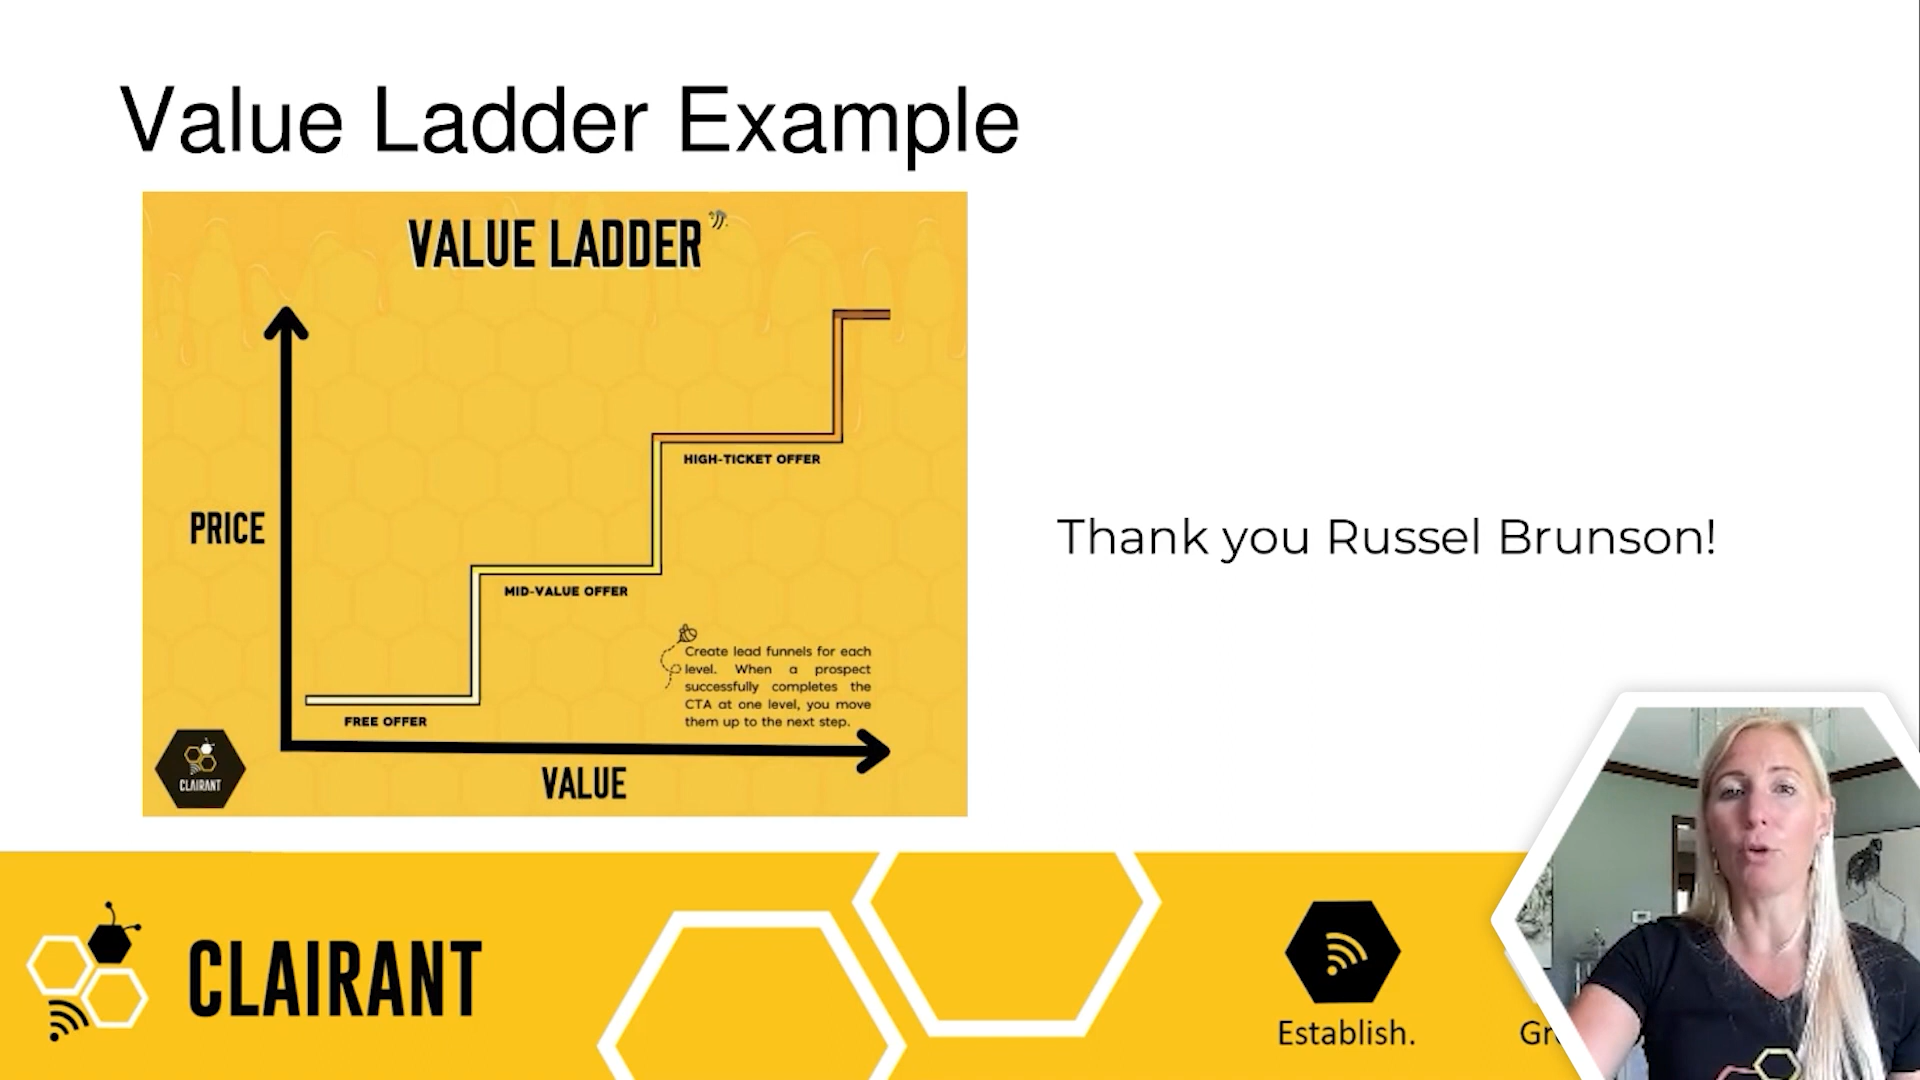 Value Ladder Example
VALUE LADDER
HIGH-TICKET OFFER
PRICE
Thank you Russel Brunson!
MID-VALUE OFFER
Create lead funnels for each
level. When a prospect
successfully completes the
CTA at one level, you move
them up to the next step.
FREE OFFER
CLAIRANT
VALUE
CLAIRANT
Establish.